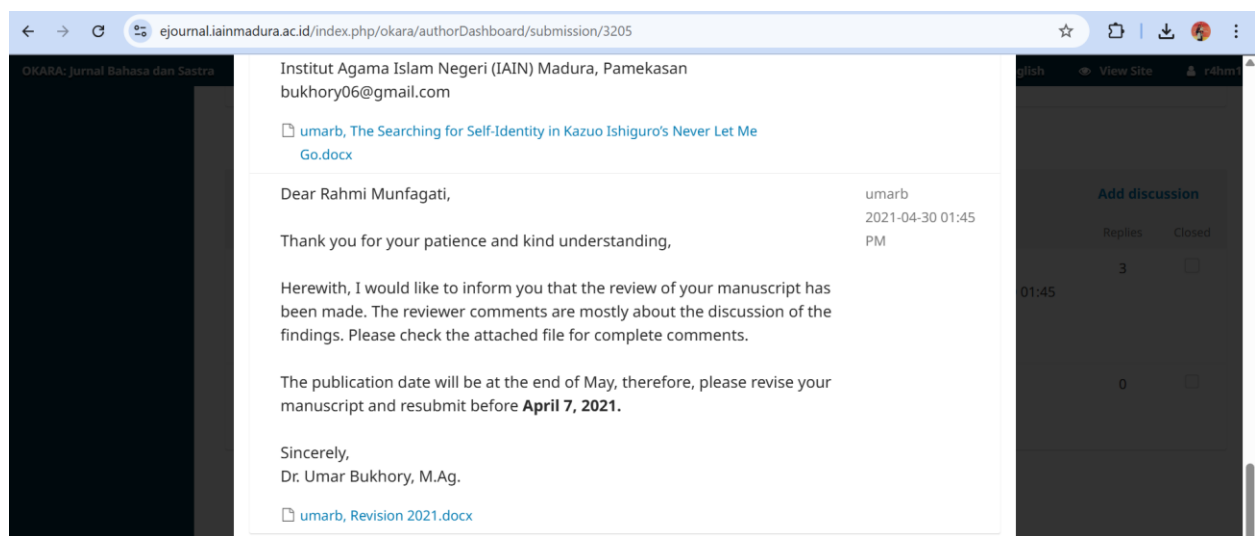 ejournal.iainmadura.ac.id/index.php/okara/authorDashboard/submission/3205
OKARA: Jurnal Bahasa dan Sastra
glish
View Site
r4hm1
Institut Agama Islam Negeri (IAIN) Madura, Pamekasan
bukhory06@gmail.com
umarb, The Searching for Self-Identity in Kazuo Ishiguro’s Never Let Me
Go.docx
Dear Rahmi Munfagati,
umarb
2021-04-30 01:45
PM
Add discussion
Replies
Closed
3
01:45
0
Thank you for your patience and kind understanding,
Herewith, I would like to inform you that the review of your manuscript has
been made. The reviewer comments are mostly about the discussion of the
findings. Please check the attached file for complete comments.
The publication date will be at the end of May, therefore, please revise your
manuscript and resubmit before April 7, 2021.
Sincerely,
Dr. Umar Bukhory, M.Ag.
umarb, Revision 2021.docx